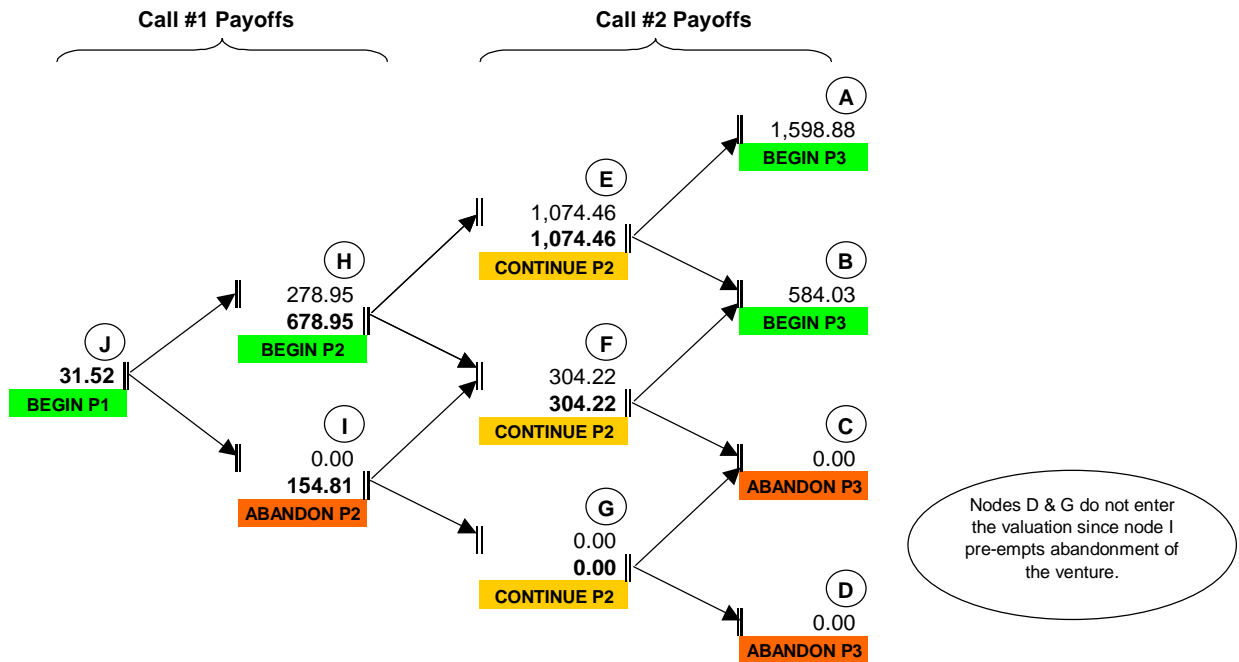 Call #1 Payoffs
Call #2 Payoffs
A
1,598.88
BEGIN P3
E
1,074.46
1,074.46
CONTINUE P2
H
278.95
678.95
BEGIN P2
B
584.03
BEGIN P3
J
31.52
BEGIN P1
F
304.22
304.22
CONTINUE P2
I
0.00
154.81
ABANDON P2
C
0.00
ABANDON P3
G
0.00
0.00
CONTINUE P2
D
0.00
ABANDON P3
Nodes D & G do not enter
the valuation since node I
pre-empts abandonment of
the venture.